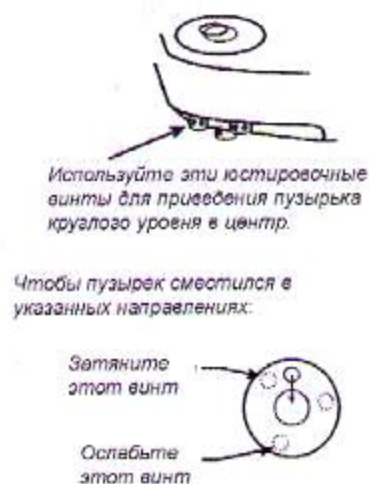 Используйте эти юстировочные
винты для приведения пузырька
круглого уровня в центр.
Чтобы пузырек сместился в
указанных направлениях:
Затяните
этот винт
Ослабьте
этот винт